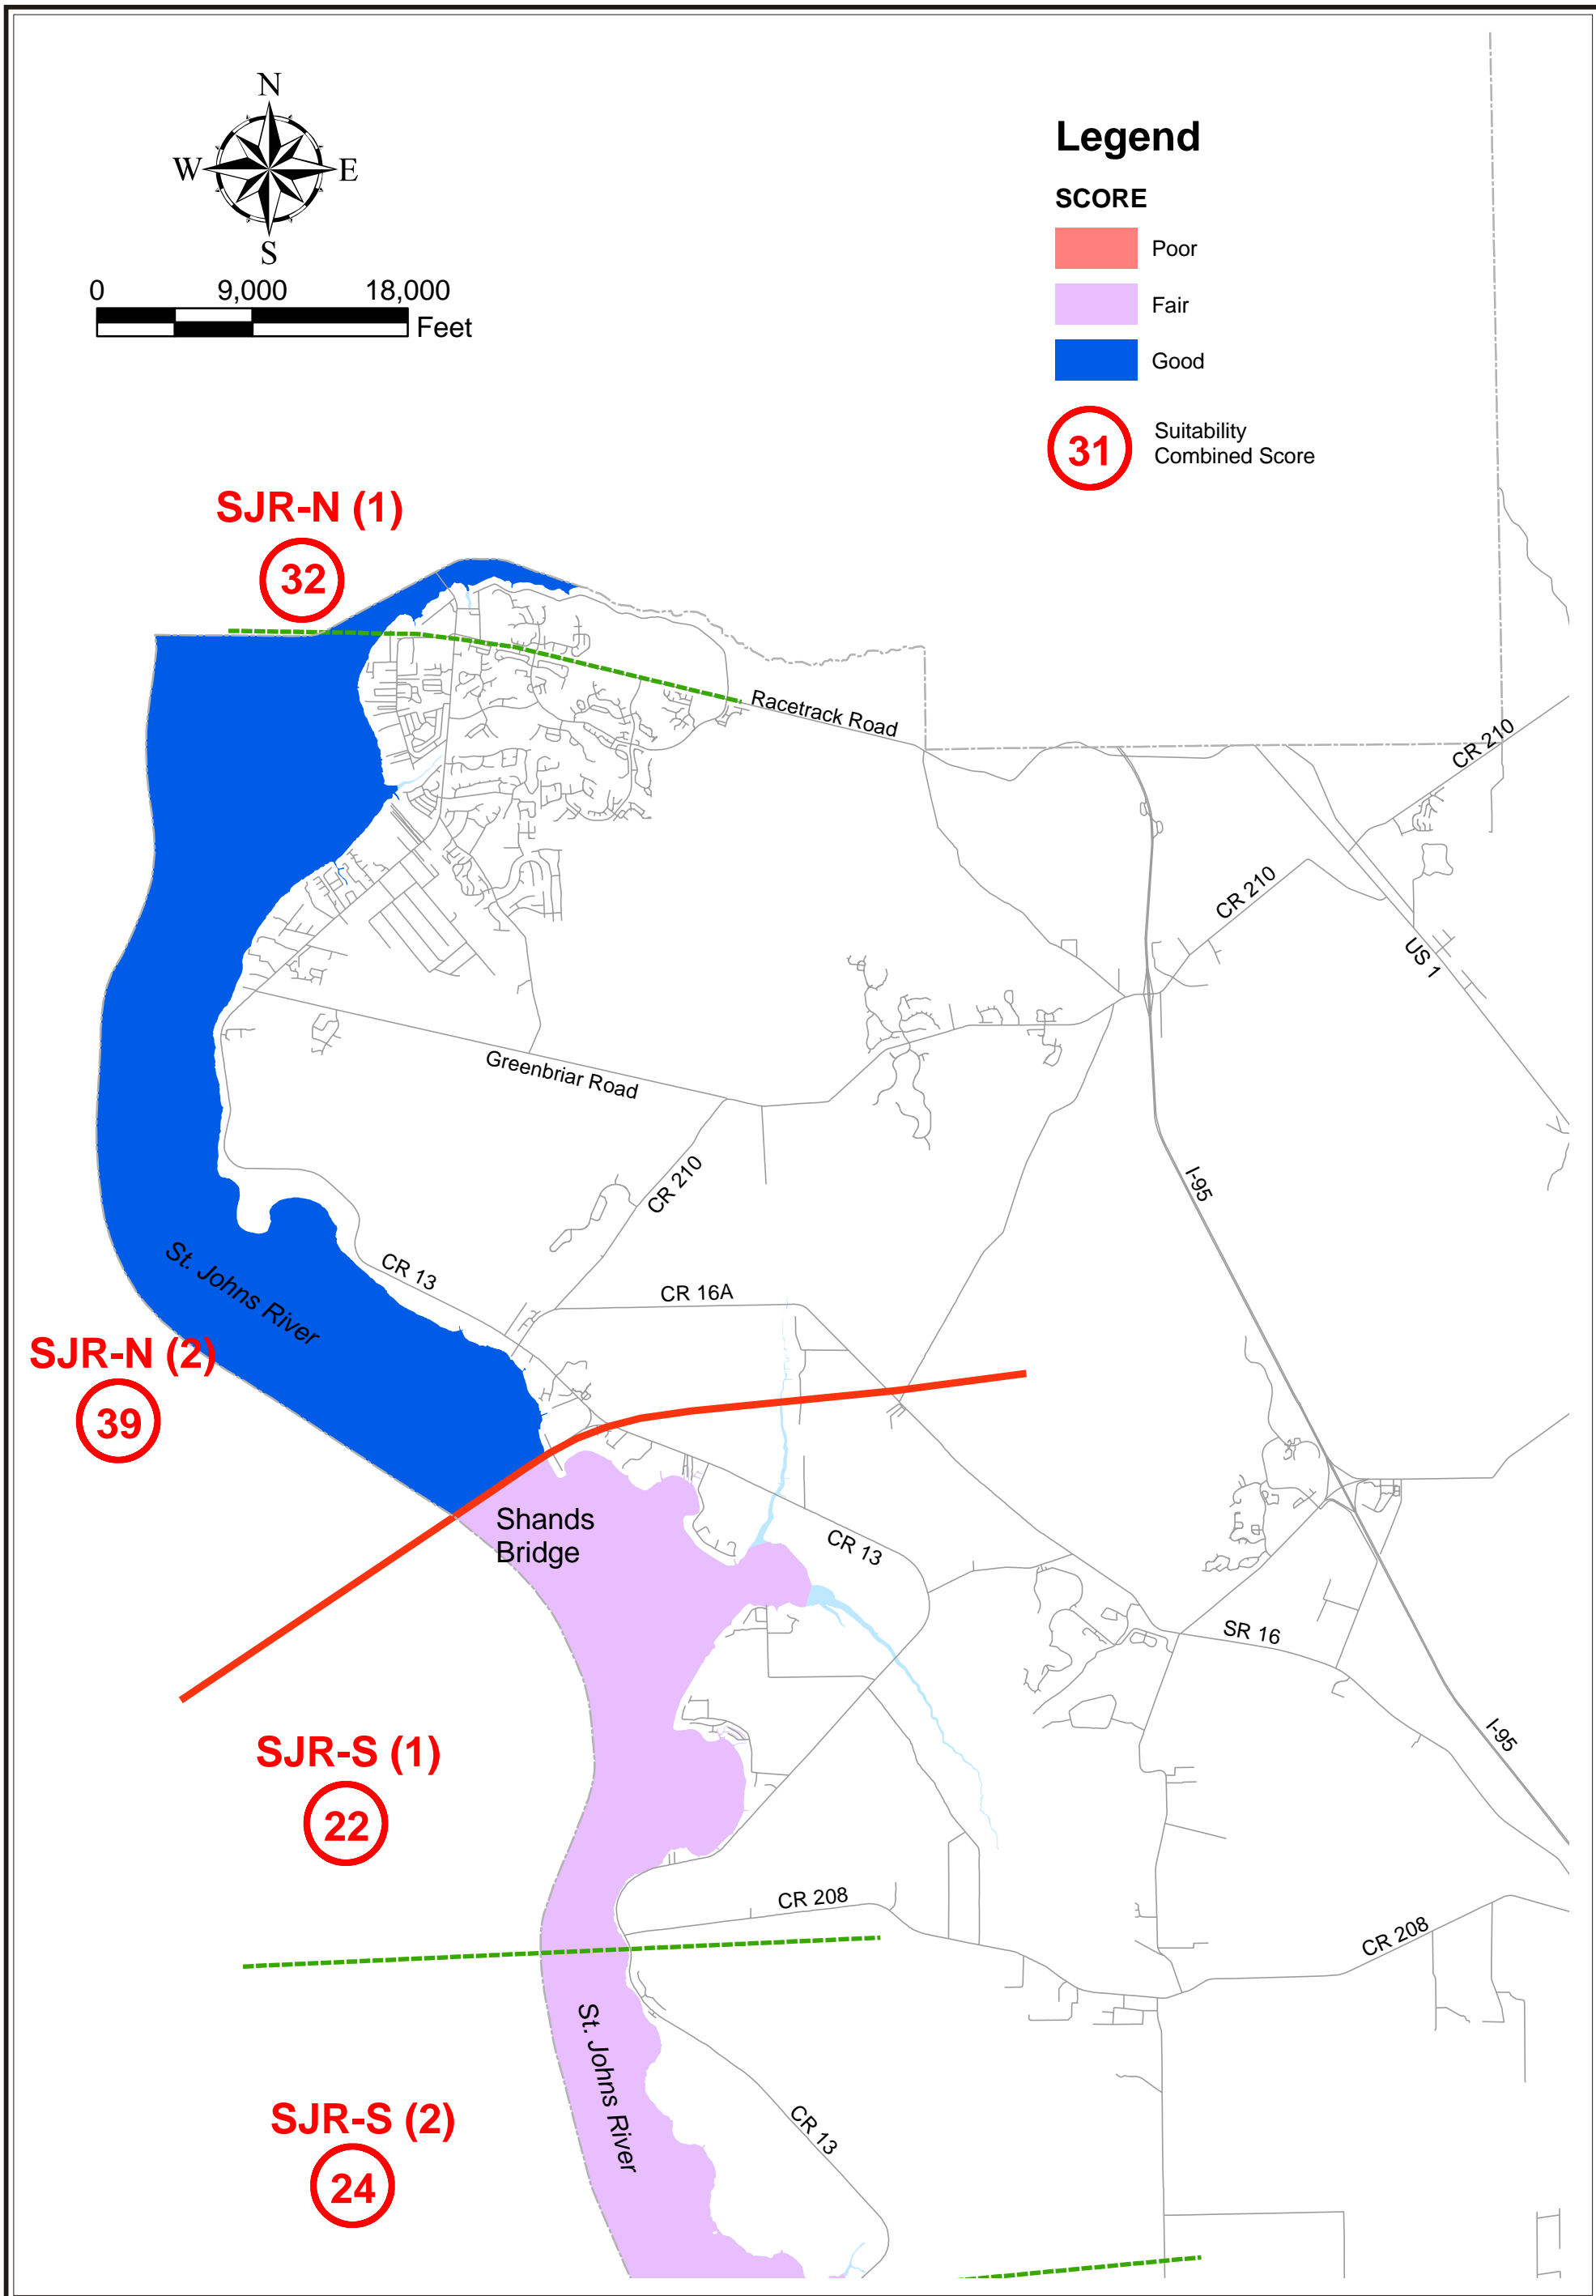 N
W
E
S
0
9,000
18,000
Feet
Legend
SCORE
Poor
Fair
Good
31
Suitability
Combined Score
SJR-N (1)
32
Racetrack Road
CR 210
CR 210
US 1
Greenbriar Road
CR 210
I-95
St. Johns River
CR 13
CR 16A
SJR-N (2)
39
Shands
Bridge
CR 13
SR 16
I-95
SJR-S (1)
22
CR 208
CR 208
St. Johns River
SJR-S (2)
24
CR 13